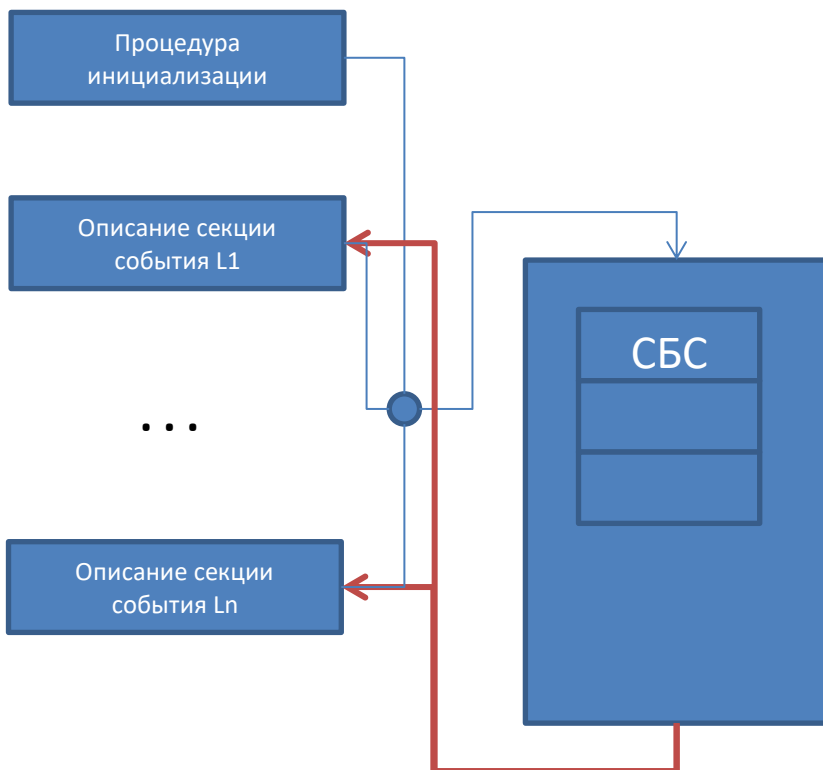 Процедура
инициализации
Описание секции
события L1
СБС
. . .
Описание секции
события Ln